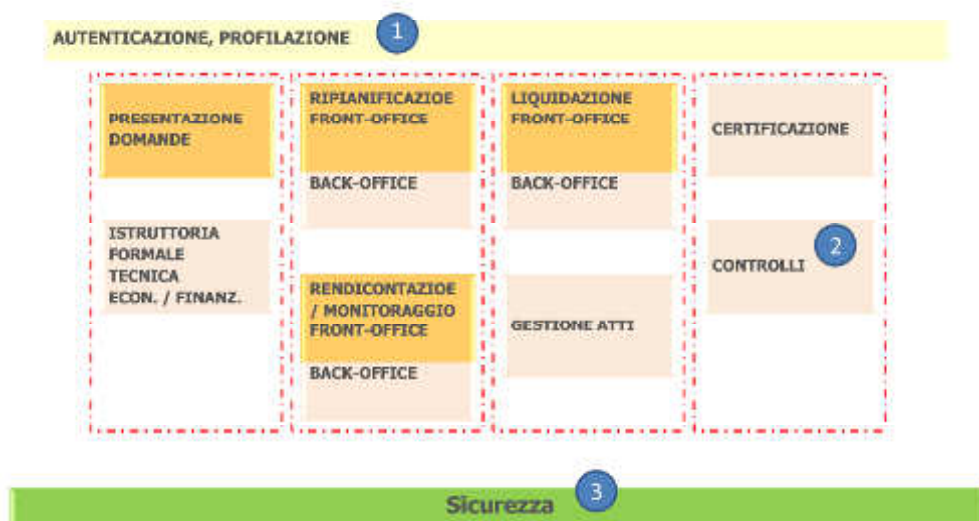 AUTENTICAZIONE, PROFILAZIONE 1
PRESENTAZIONE
DOMANDE
ISTRUTTORIA
FORMALE
TECNICA
ECON. / FINANZ.
RIPIANIFICAZIOE
FRONT-OFFICE
BACK-OFFICE
RENDICONTAZIOE
/ MONITORAGGIO
FRONT-OFFICE
BACK-OFFICE
LIQUIDAZIONE
FRONT-OFFICE
BACK-OFFICE
GESTIONE ATTI
CERTIFICAZIONE
CONTROLLI 2
Sicurezza 3